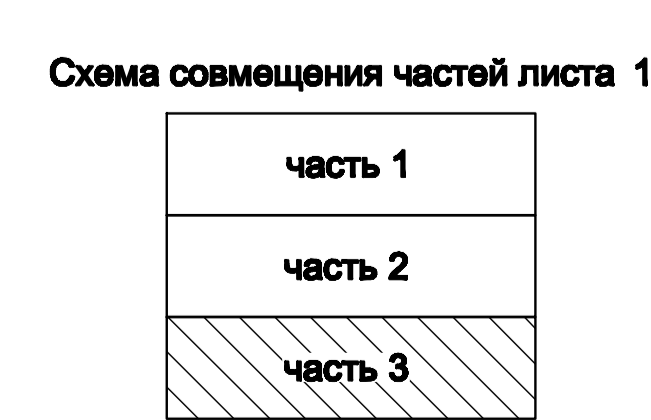 Схема совмещения частей листа 1
часть 1
часть 2
часть 3